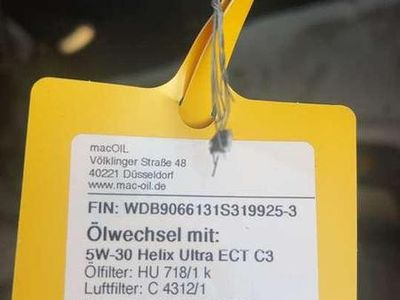 macOIL
Völklinger Straße 48
40221 Düsseldorf
www.mac-oil.de
FIN: WDB9066131S319925-3
Ölwechsel mit:
5W-30 Helix Ultra ECT C3
Ölfilter: HU 718/1 k
Luftfilter: C 4312/1